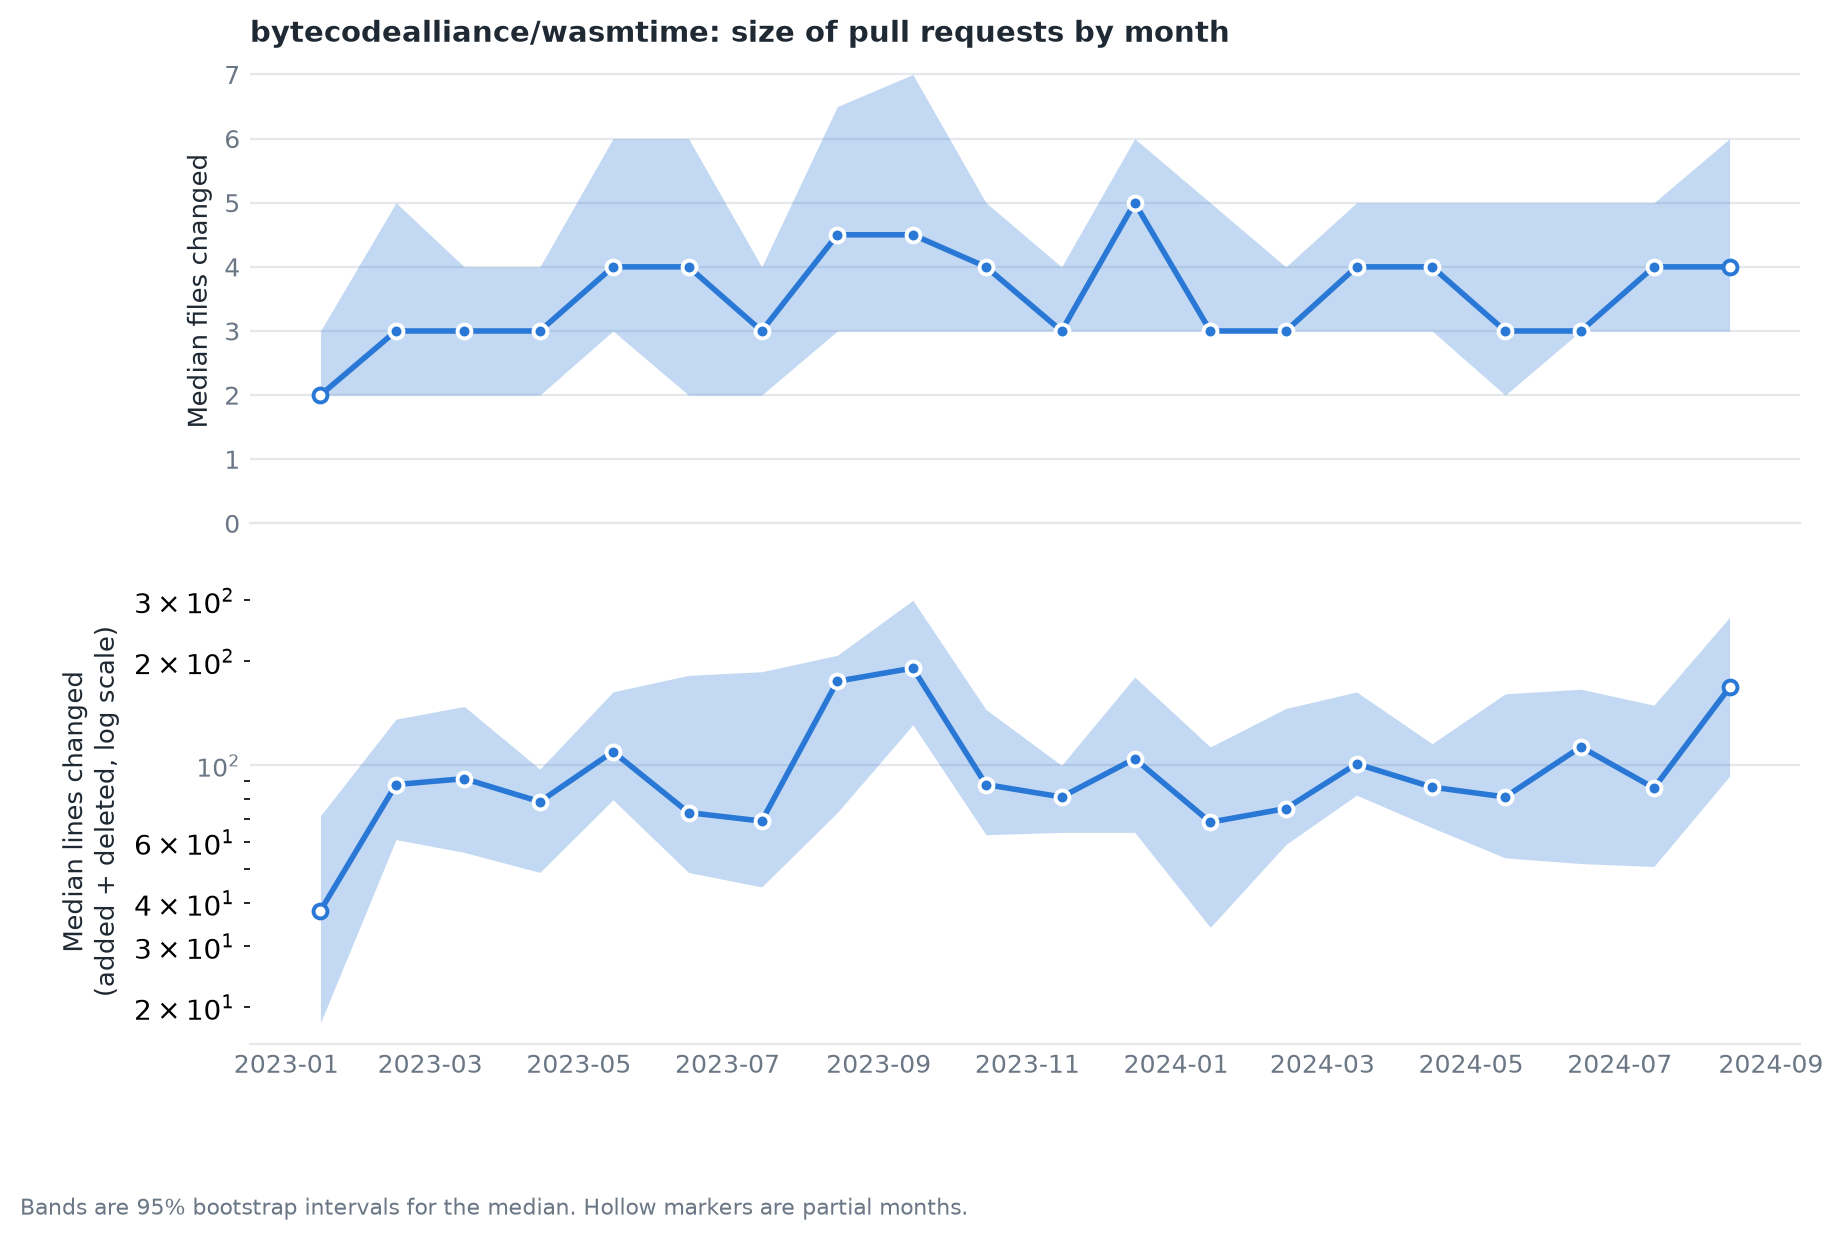 bytecodealliance/wasmtime: size of pull requests by month
7
6
5
4
3
2
1
0
Median files changed
3 × 10²
2 × 10²
10²
6 × 10¹
4 × 10¹
3 × 10¹
2 × 10¹
Median lines changed
(added + deleted, log scale)
2023-01 2023-03 2023-05 2023-07 2023-09 2023-11 2024-01 2024-03 2024-05 2024-07 2024-09
Bands are 95% bootstrap intervals for the median. Hollow markers are partial months.